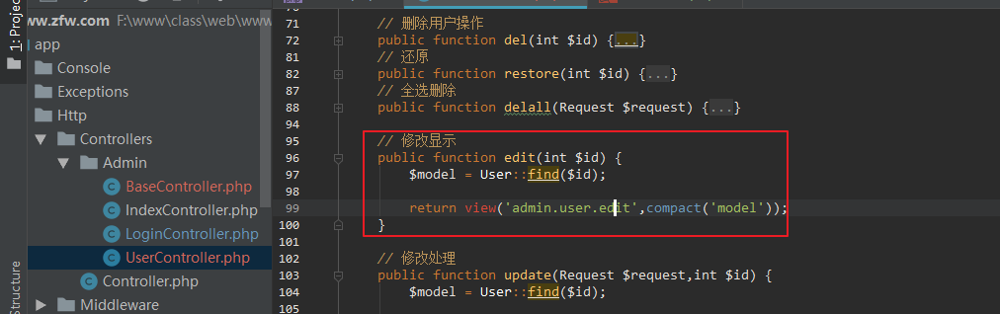 70
1: Project
ww.zfw.com F:\www\class\web\www
app
Console
Exceptions
Http
Controllers
Admin
BaseController.php
IndexController.php
LoginController.php
UserController.php
Controller.php
Middleware
Structure
71 // 删除用户操作
72 public function del(int $id) {...}
81 // 还原
82 public function restore(int $id) {...}
87 // 全选删除
88 public function delall(Request $request) {...}
94
95 // 修改显示
96 public function edit(int $id) {
97 $model = User::find($id);
98
99 return view('admin.user.edit',compact('model'));
100 }
101
102 // 修改处理
103 public function update(Request $request,int $id) {
104 $model = User::find($id);
105